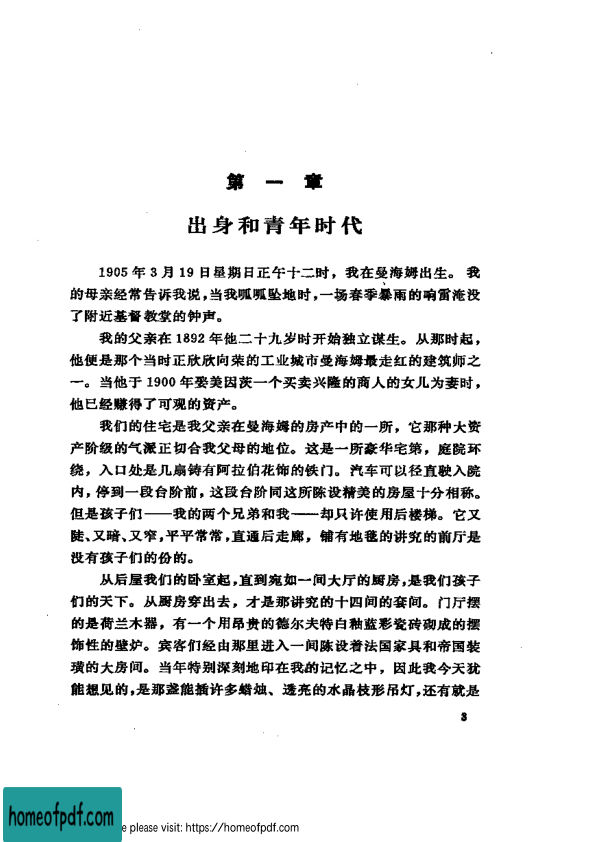 第一章
出身和青年时代
1905年3月19日星期日正午十二时，我在曼海姆出生。我
的母亲经常告诉我说，当我呱呱坠地时，一场春季暴雨的响雷淹没
了附近基督教堂的钟声。
我的父亲在1892年他二十九岁时开始独立谋生。从那时起，
他便是那个当时正欣欣向荣的工业城市曼海姆最走红的建筑师之
一。当他于1900年娶美因茨一个买卖兴隆的商人的女儿为妻时，
他已经赚得了可观的资产。
我们的住宅是我父亲在曼海姆的房产中的一所，它那种大资
产阶级的气派正切合我父母的地位。这是一所豪华宅第，庭院环
绕，入口处是几扇铸有阿拉伯花饰的铁门。汽车可以径直驶入院
内，停到一段台阶前，这段台阶同这所陈设精美的房屋十分相称。
但是孩子们——我的两个兄弟和我——却只许使用后楼梯。它又
陡、又暗、又窄，平平常常，直通后走廊，铺有地毯的讲究的前厅是
没有孩子们的份的。
从后屋我们的卧室起，直到宛如一间大厅的厨房，是我们孩子
们的天下。从厨房穿出去，才是那讲究的十四间的套间。门厅摆
的是荷兰木器，有一个用昂贵的德尔夫特白釉蓝彩瓷砖砌成的摆
饰性的壁炉。宾客们经由那里进入一间陈设着法国家具和帝国装
璜的大房间。当年特别深刻地印在我的记忆之中，因此我今天犹
能想见的，是那盏能插许多蜡烛、透亮的水晶枝形吊灯，还有就是
3
homeofpdf.com
e please visit: https://homeofpdf.com